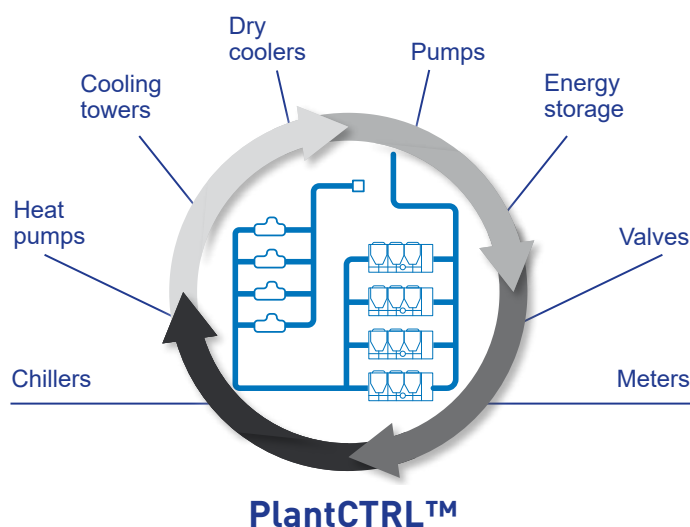 Dry
coolers
Pumps
Cooling
towers
Energy
storage
Heat
pumps
Valves
Chillers
Meters
PlantCTRL™